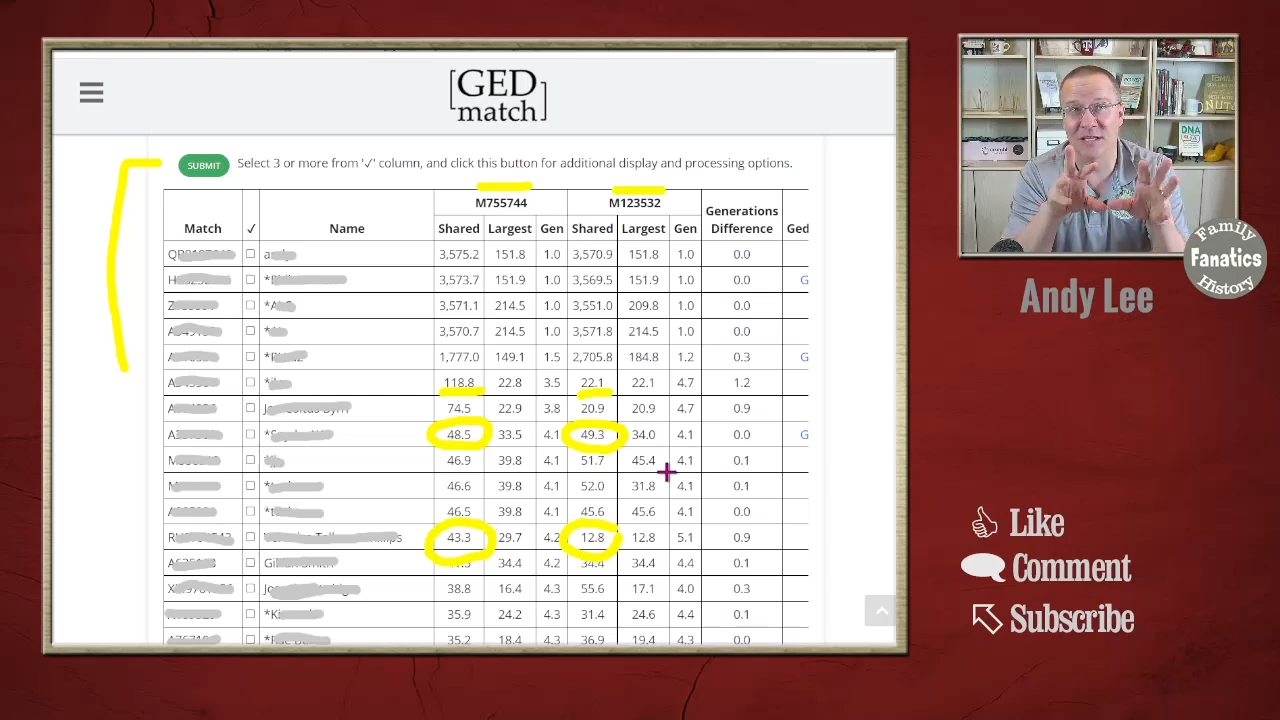 [GED
match]
SUBMIT Select 3 or more from '✓' column, and click this button for additional display and processing options.
M755744 M123532
Match ✓ Name Shared Largest Gen Shared Largest Gen Generations Difference Ged
3,575.2 151.8 1.0 3,570.9 151.8 1.0 0.0
3,573.7 151.9 1.0 3,569.5 151.9 1.0 0.0 G
3,571.1 214.5 1.0 3,551.0 209.8 1.0 0.0
3,570.7 214.5 1.0 3,571.8 214.5 1.0 0.0
1,777.0 149.1 1.5 2,705.8 184.8 1.2 0.3 G
118.8 22.8 3.5 22.1 22.1 4.7 1.2
74.5 22.9 3.8 20.9 20.9 4.7 0.9
48.5 33.5 4.1 49.3 34.0 4.1 0.0 G
46.9 39.8 4.1 51.7 45.4 4.1 0.1
46.6 39.8 4.1 52.0 31.8 4.1 0.1
46.5 39.8 4.1 45.6 45.6 4.1 0.0
43.3 29.7 4.2 12.8 12.8 5.1 0.9
34.4 4.2 34.4 34.4 4.4 0.1
38.8 16.4 4.3 55.6 17.1 4.0 0.3
35.9 24.2 4.3 31.4 24.6 4.4 0.1
35.2 18.4 4.3 36.9 19.4 4.3 0.0
DNA
NUTS
Family
Fanatics
History
Andy Lee
Like
Comment
Subscribe